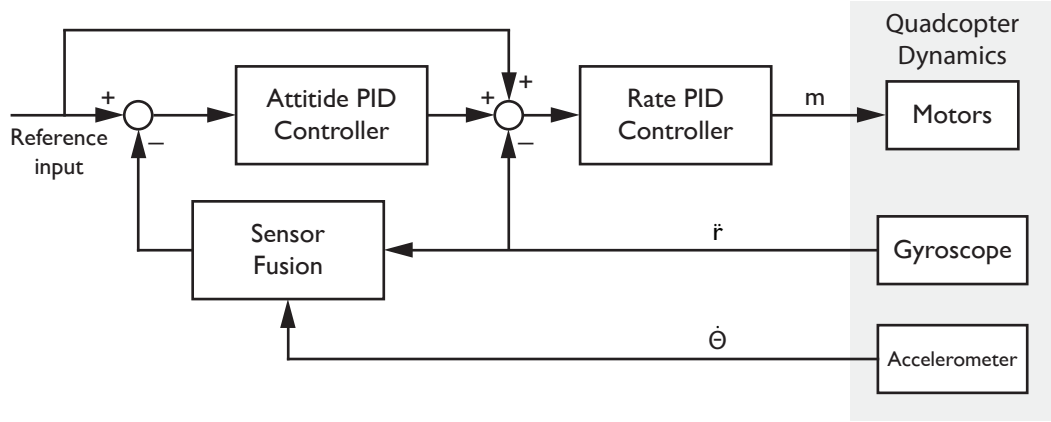 Quadcopter
Dynamics
Attitide PID
Controller
Rate PID
Controller
m
Motors
+
+
+
−
−
Reference
input
Sensor
Fusion
r̈
Gyroscope
Θ̇
Accelerometer